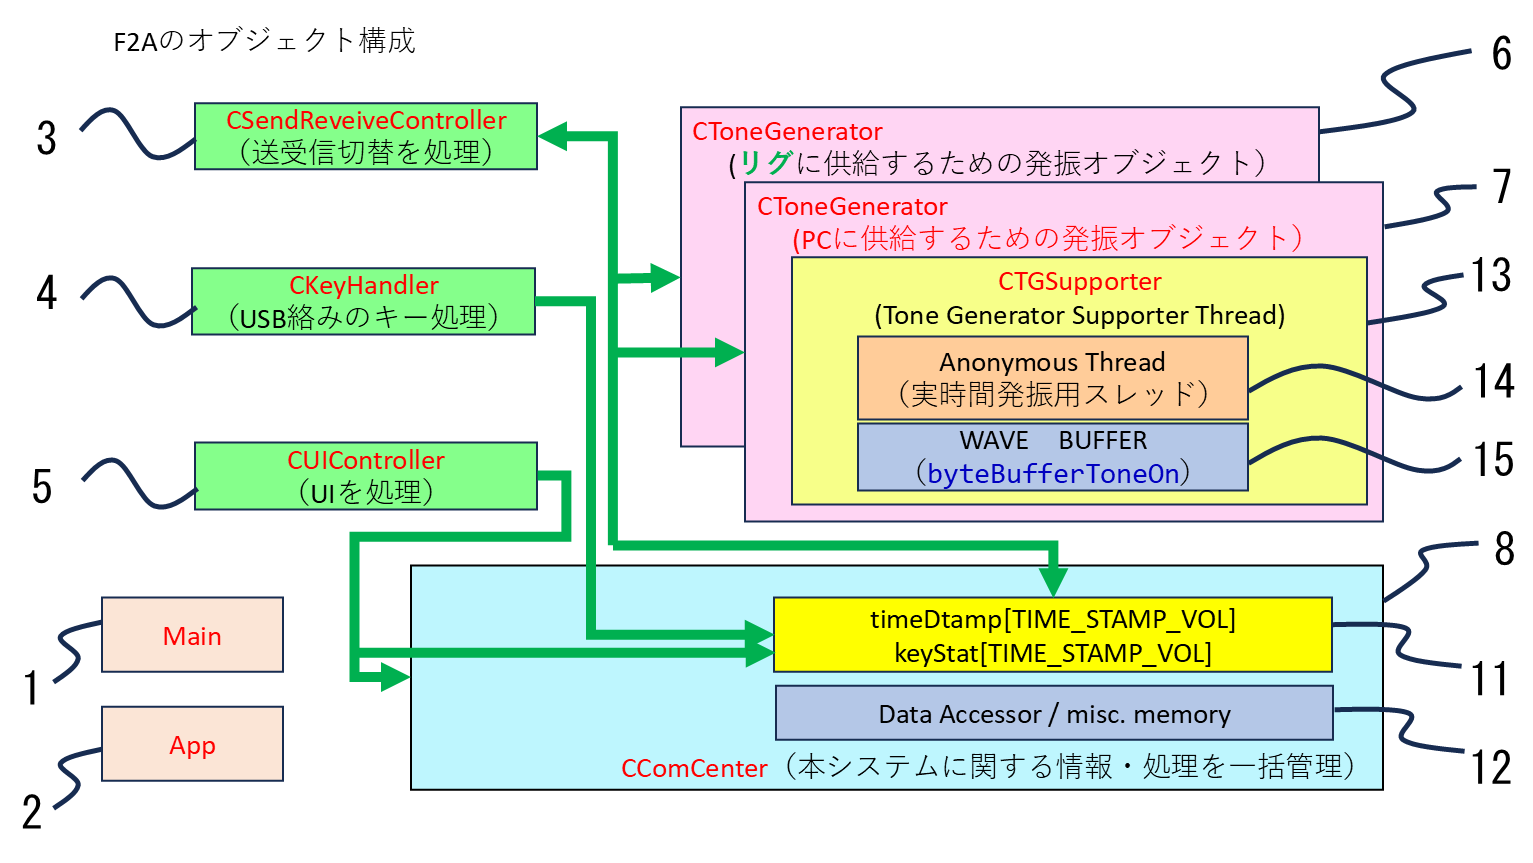 F2Aのオブジェクト構成
3
CSendReveiveController
（送受信切替を処理）
4
CKeyHandler
（USB絡みのキー処理）
5
CUIController
（UIを処理）
1
Main
2
App
6
CToneGenerator
(リグに供給するための発振オブジェクト）
7
CToneGenerator
(PCに供給するための発振オブジェクト）
13
CTGSupporter
(Tone Generator Supporter Thread)
14
Anonymous Thread
（実時間発振用スレッド）
15
WAVE　BUFFER
（byteBufferToneOn）
8
11
timeDtamp[TIME_STAMP_VOL]
keyStat[TIME_STAMP_VOL]
12
Data Accessor / misc. memory
CComCenter（本システムに関する情報・処理を一括管理）